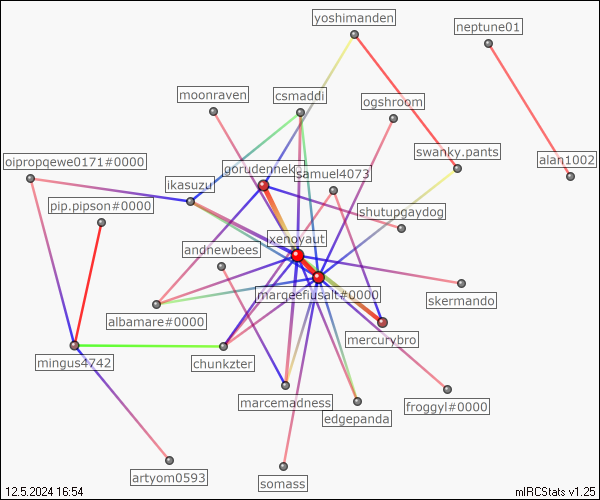 yoshimanden
neptune01
moonraven
csmaddi
ogshroom
oipropqewe0171#0000
swanky.pants
alan1002
gorudennek
samuel4073
ikasuzu
pip.pipson#0000
shutupgaydog
xenoyaut
andnewbees
margefiusalt#0000
skermando
albamare#0000
mercurybro
mingus4742
chunkzter
marcemadness
froggyl#0000
edgepanda
artyom0593
somass
12.5.2024 16:54
mIRCStats v1.25